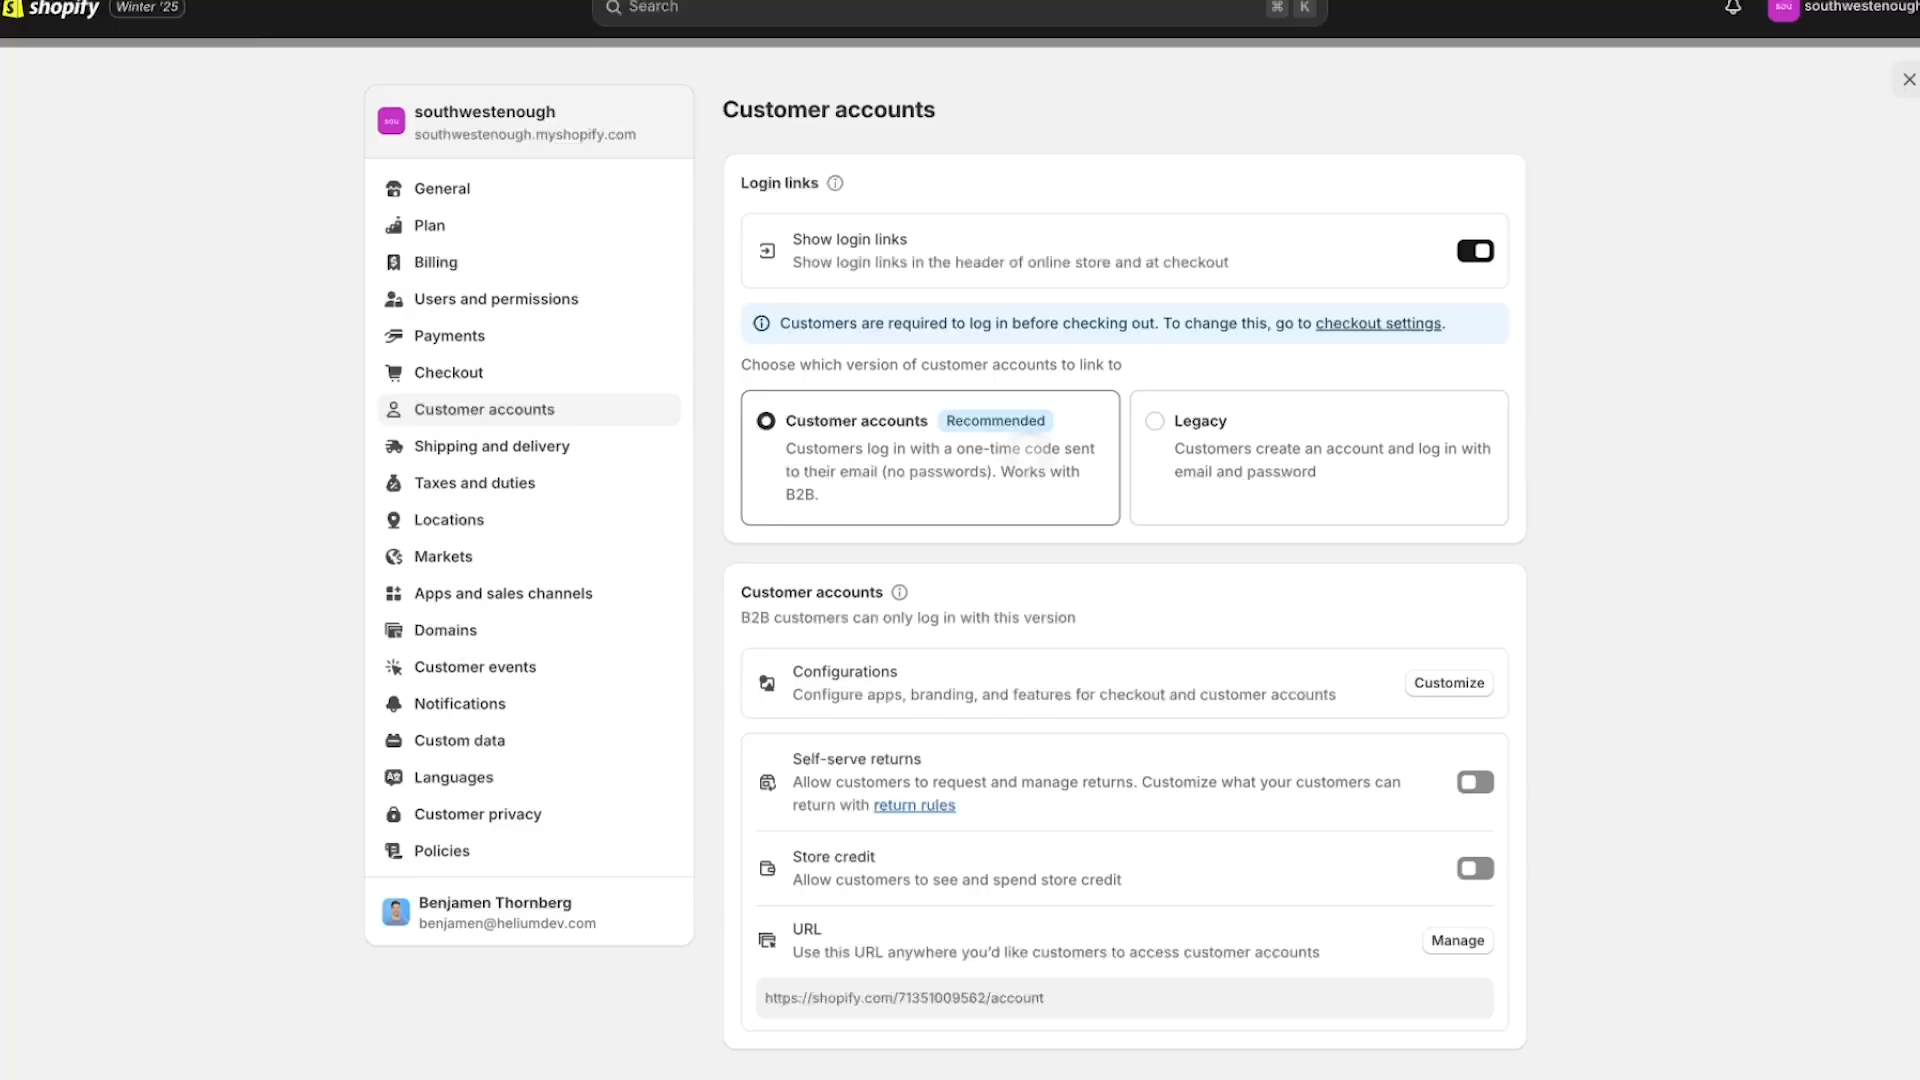 shopify
Winter '25
Search
⌘ K
sou
southwestenough
sou
southwestenough
southwestenough.myshopify.com
General
Plan
Billing
Users and permissions
Payments
Checkout
Customer accounts
Shipping and delivery
Taxes and duties
Locations
Markets
Apps and sales channels
Domains
Customer events
Notifications
Custom data
Languages
Customer privacy
Policies
Benjamen Thornberg
benjamen@heliumdev.com
Customer accounts
Login links
Show login links
Show login links in the header of online store and at checkout
Customers are required to log in before checking out. To change this, go to checkout settings.
Choose which version of customer accounts to link to
Customer accounts Recommended
Customers log in with a one-time code sent
to their email (no passwords). Works with
B2B.
Legacy
Customers create an account and log in with
email and password
Customer accounts
B2B customers can only log in with this version
Configurations
Configure apps, branding, and features for checkout and customer accounts
Customize
Self-serve returns
Allow customers to request and manage returns. Customize what your customers can
return with return rules
Store credit
Allow customers to see and spend store credit
URL
Use this URL anywhere you'd like customers to access customer accounts
Manage
https://shopify.com/71351009562/account